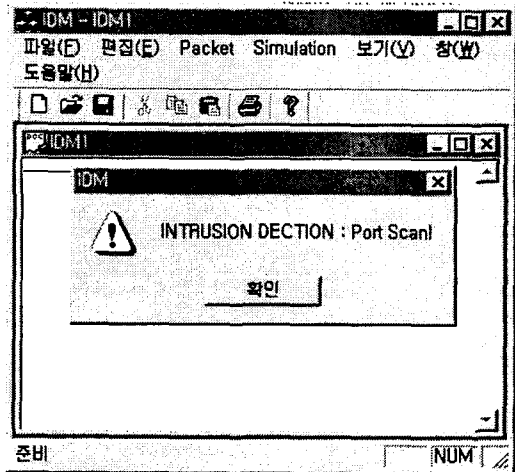 IDM - IDM1
파일(F) 편집(E) Packet Simulation 보기(V) 창(W)
도움말(H)
IDM1
IDM
INTRUSION DECTION : Port Scan!
확인
준비
NUM